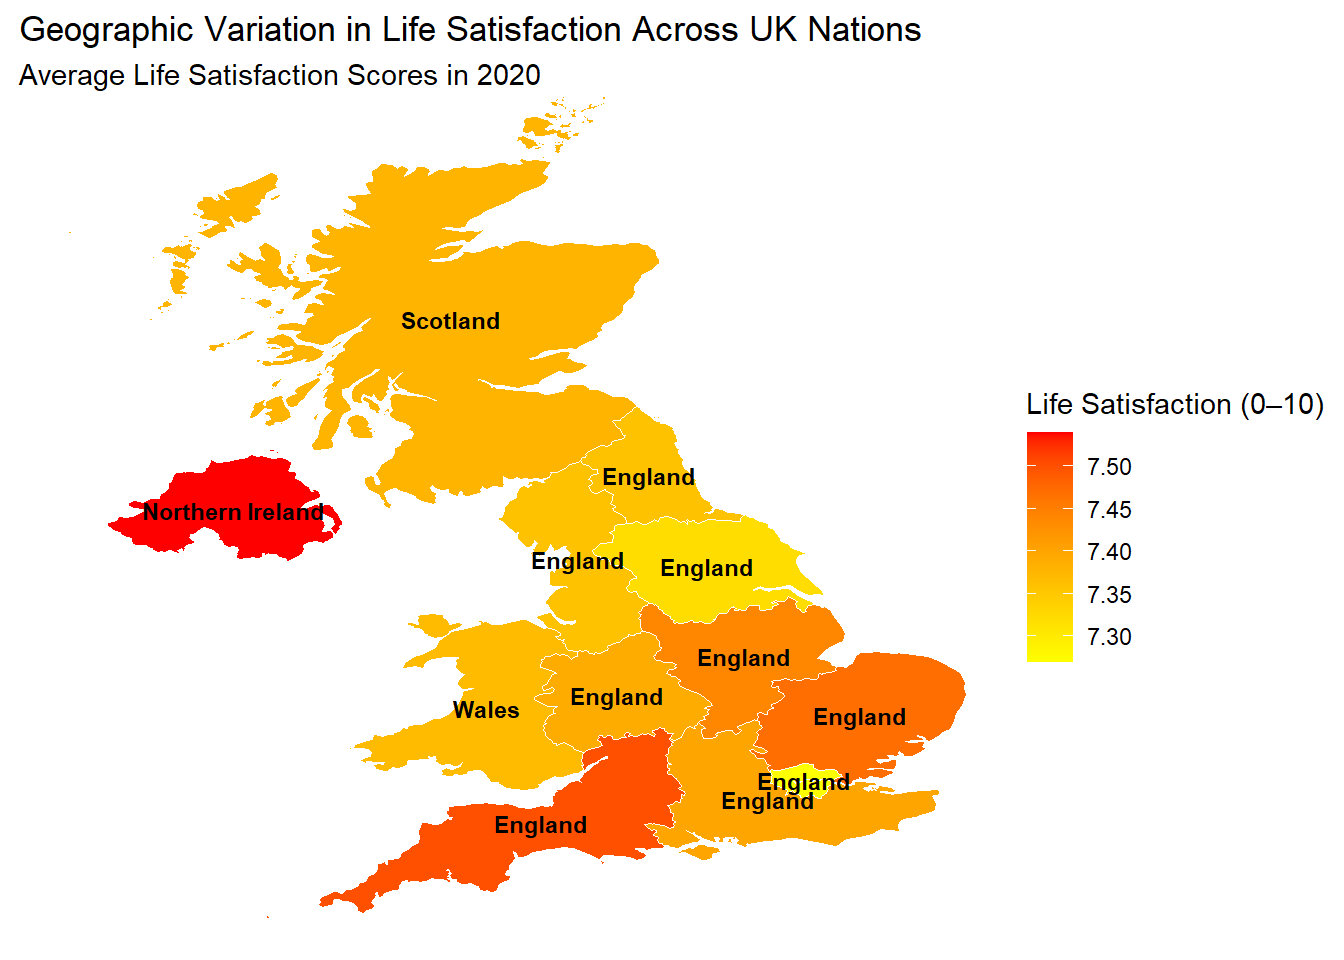 Geographic Variation in Life Satisfaction Across UK Nations
Average Life Satisfaction Scores in 2020
Scotland
Life Satisfaction (0–10)
7.50
7.45
7.40
7.35
7.30
England
Northern Ireland
England
England
England
England
Wales
England
England
England
England